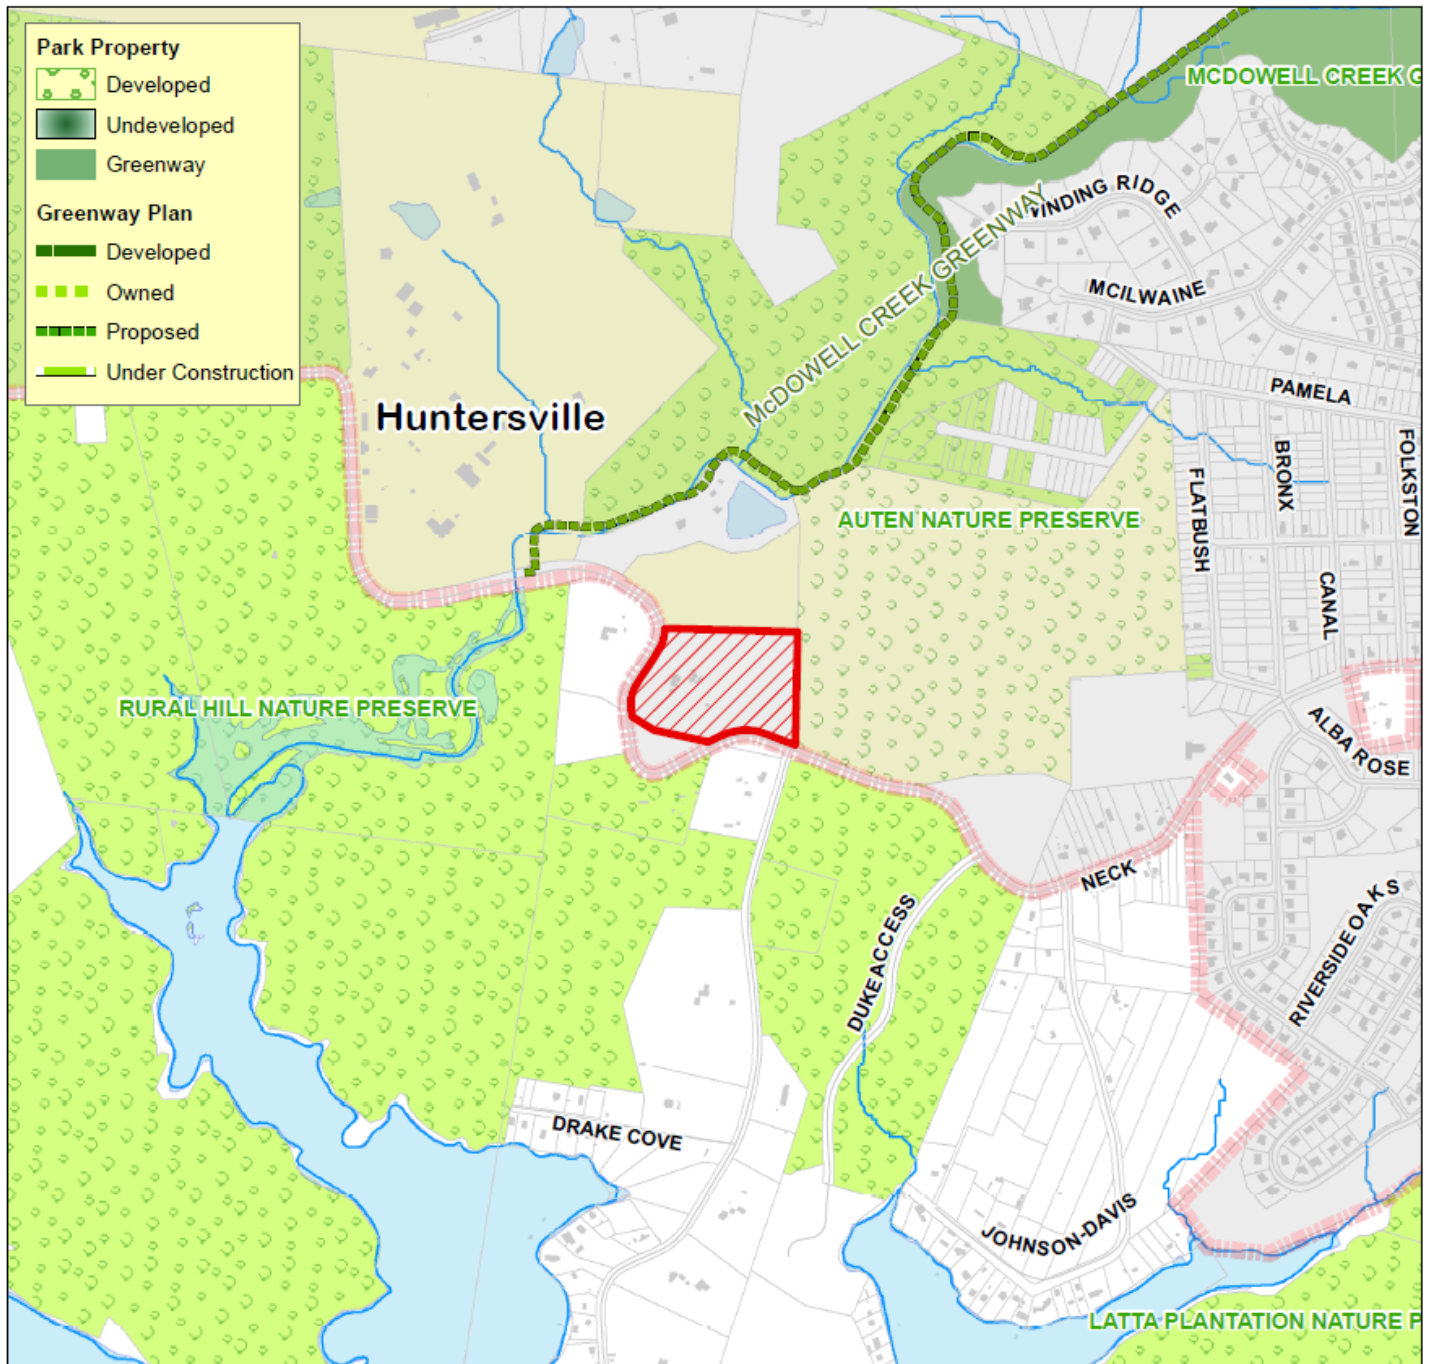 Park Property
Developed
Undeveloped
Greenway
Greenway Plan
Developed
Owned
Proposed
Under Construction
MCDOWELL CREEK G
WINDING RIDGE
McDOWELL CREEK GREENWAY
MCILWAINE
PAMELA
Huntersville
FLATBUSH
BRONX
FOLKSTON
AUTEN NATURE PRESERVE
CANAL
RURAL HILL NATURE PRESERVE
ALBA ROSE
NECK
DUKE ACCESS
RIVERSIDE OAKS
DRAKE COVE
JOHNSON-DAVIS
LATTA PLANTATION NATURE P